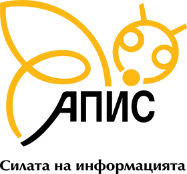 АПИС
Силата на информацията